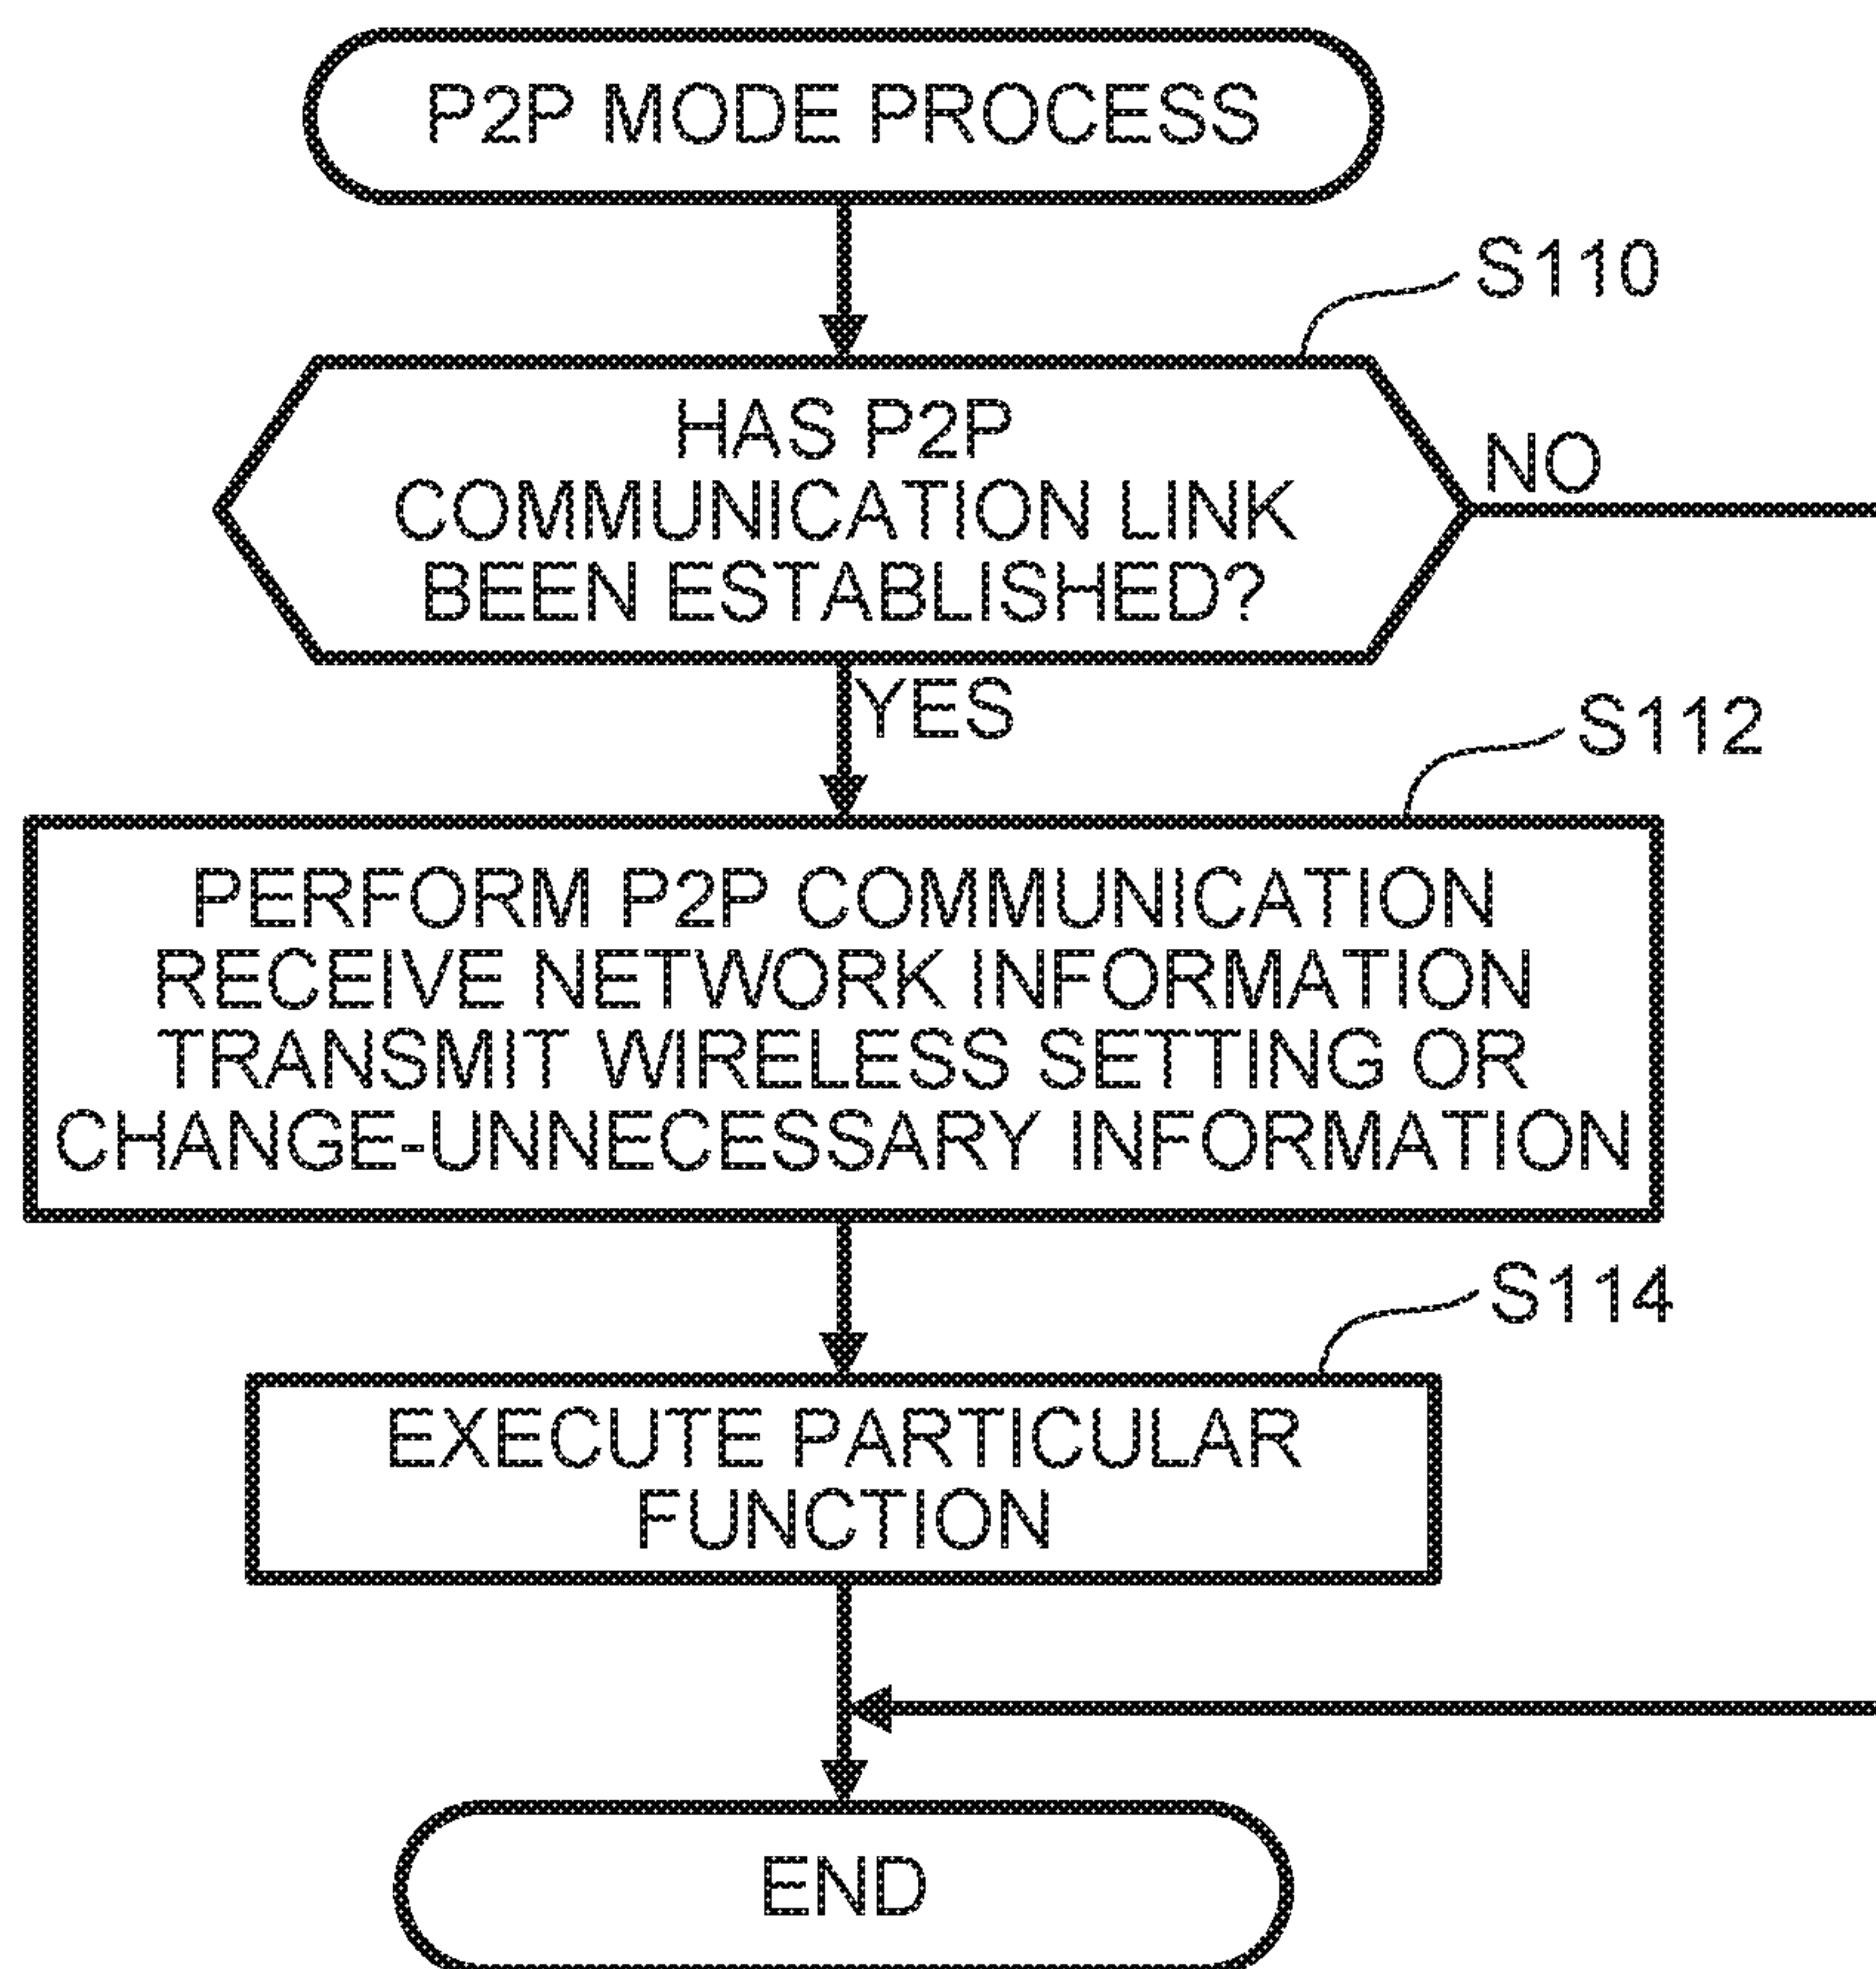 P2P MODE PROCESS
S110
HAS P2P
COMMUNICATION LINK
BEEN ESTABLISHED?
NO
YES
S112
PERFORM P2P COMMUNICATION
RECEIVE NETWORK INFORMATION
TRANSMIT WIRELESS SETTING OR
CHANGE-UNNECESSARY INFORMATION
S114
EXECUTE PARTICULAR
FUNCTION
END